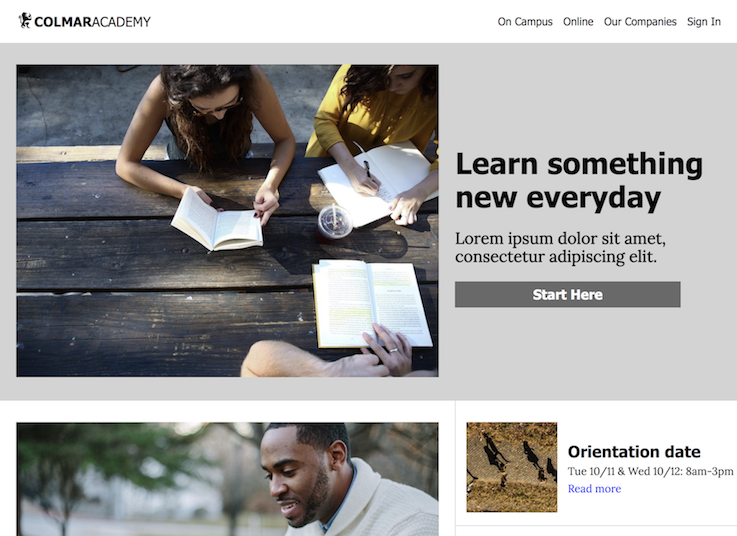 COLMARACADEMY
On Campus Online Our Companies Sign In
Learn something
new everyday
Lorem ipsum dolor sit amet,
consectetur adipiscing elit.
Start Here
Orientation date
Tue 10/11 & Wed 10/12: 8am-3pm
Read more